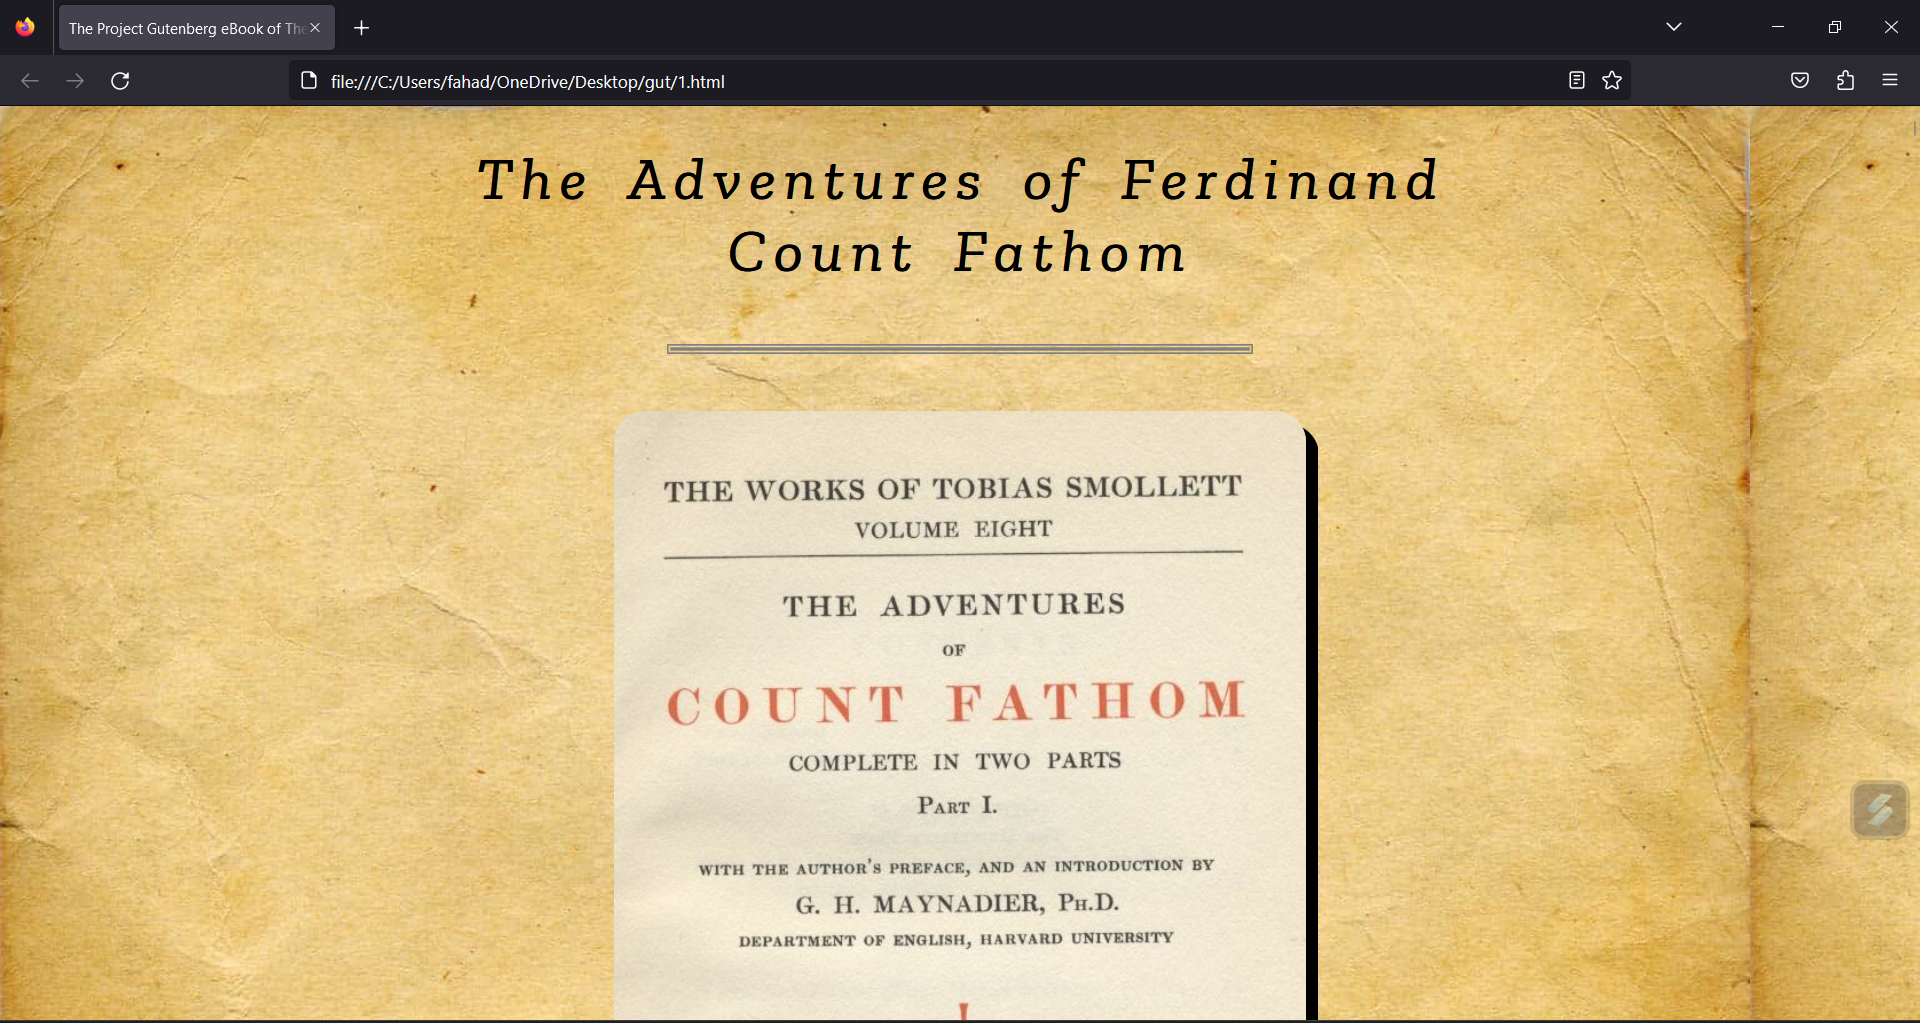 The Project Gutenberg eBook of The
file:///C:/Users/fahad/OneDrive/Desktop/gut/1.html
The Adventures of Ferdinand
Count Fathom
THE WORKS OF TOBIAS SMOLLETT
VOLUME EIGHT
THE ADVENTURES
OF
COUNT FATHOM
COMPLETE IN TWO PARTS
PART I.
WITH THE AUTHOR'S PREFACE, AND AN INTRODUCTION BY
G. H. MAYNADIER, PH.D.
DEPARTMENT OF ENGLISH, HARVARD UNIVERSITY